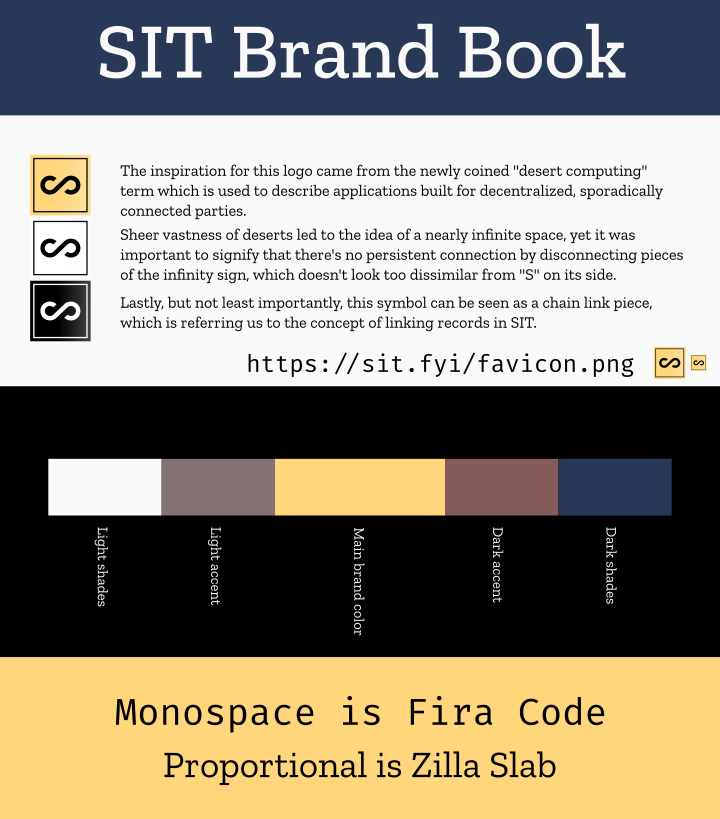 SIT Brand Book
The inspiration for this logo came from the newly coined "desert computing"
term which is used to describe applications built for decentralized, sporadically
connected parties.
Sheer vastness of deserts led to the idea of a nearly infinite space, yet it was
important to signify that there's no persistent connection by disconnecting pieces
of the infinity sign, which doesn't look too dissimilar from "S" on its side.
Lastly, but not least importantly, this symbol can be seen as a chain link piece,
which is referring us to the concept of linking records in SIT.
https://sit.fyi/favicon.png
Light shades
Light accent
Main brand color
Dark accent
Dark shades
Monospace is Fira Code
Proportional is Zilla Slab